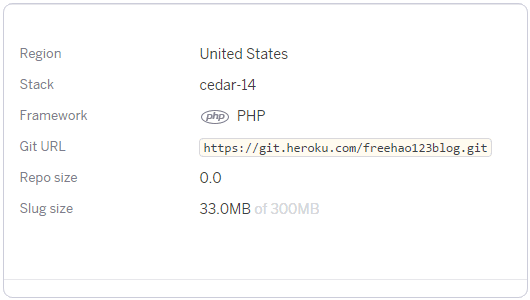 Region United States
Stack cedar-14
Framework php PHP
Git URL https://git.heroku.com/freehao123blog.git
Repo size 0.0
Slug size 33.0MB of 300MB